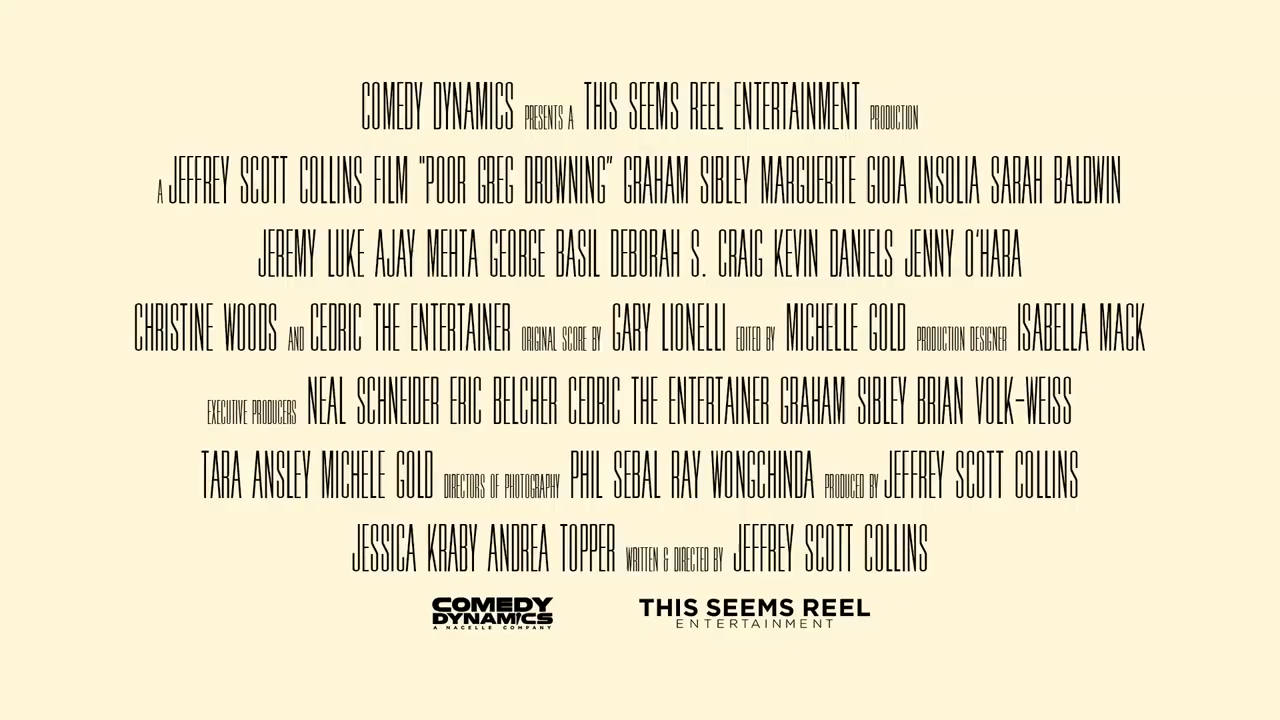 COMEDY DYNAMICS PRESENTS A THIS SEEMS REEL ENTERTAINMENT PRODUCTION
A JEFFREY SCOTT COLLINS FILM "POOR GREG DROWNING" GRAHAM SIBLEY MARGUERITE GIOIA INSOLIA SARAH BALDWIN
JEREMY LUKE AJAY MEHTA GEORGE BASIL DEBORAH S. CRAIG KEVIN DANIELS JENNY O'HARA
CHRISTINE WOODS AND CEDRIC THE ENTERTAINER ORIGINAL SCORE BY GARY LIONELLI EDITED BY MICHELLE GOLD PRODUCTION DESIGNER ISABELLA MACK
EXECUTIVE PRODUCERS NEAL SCHNEIDER ERIC BELCHER CEDRIC THE ENTERTAINER GRAHAM SIBLEY BRIAN VOLK-WEISS
TARA ANSLEY MICHELE GOLD DIRECTORS OF PHOTOGRAPHY PHIL SEBAL RAY WONGCHINDA PRODUCED BY JEFFREY SCOTT COLLINS
JESSICA KRABY ANDREA TOPPER WRITTEN & DIRECTED BY JEFFREY SCOTT COLLINS
COMEDY
DYNAMICS
A NACELLE COMPANY
THIS SEEMS REEL
ENTERTAINMENT